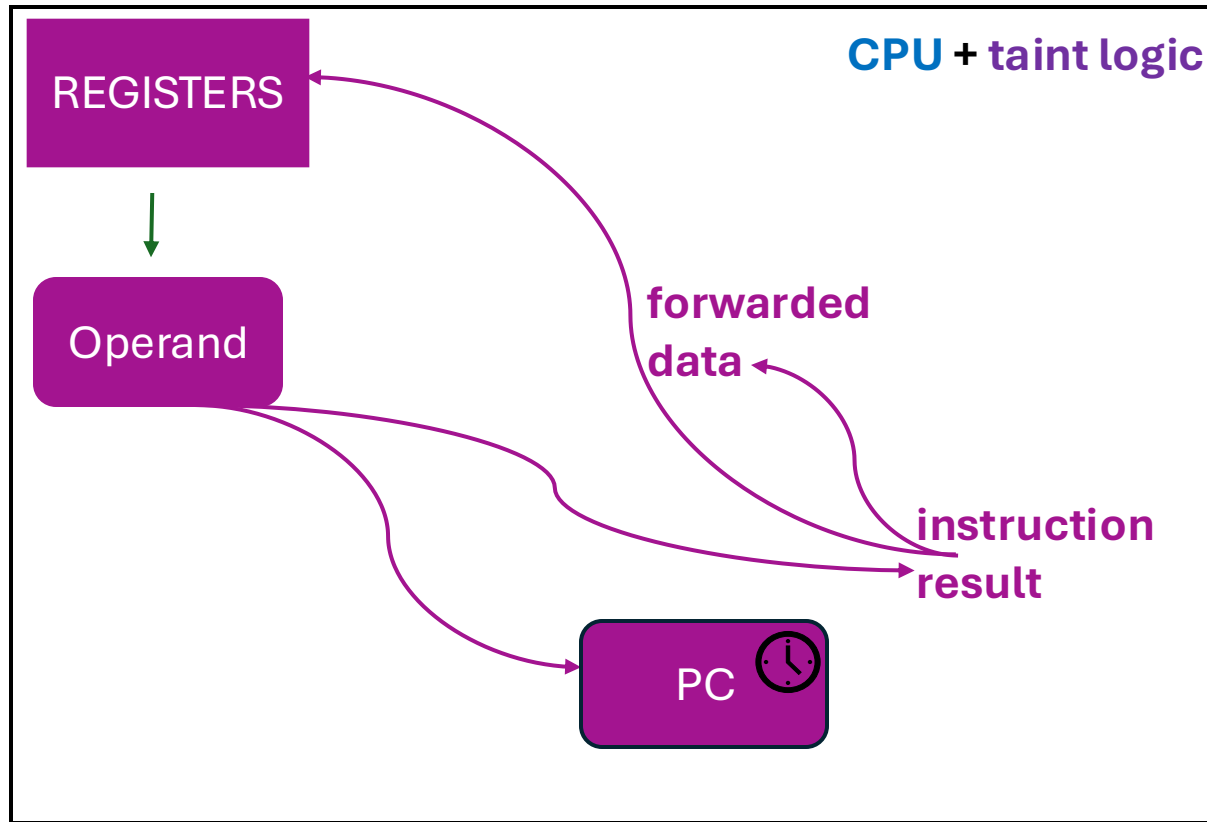 CPU + taint logic
REGISTERS
Operand
forwarded
data
instruction
result
PC